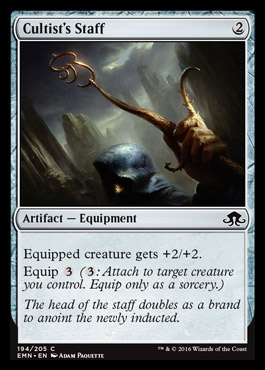 Cultist's Staff 2
Artifact — Equipment
Equipped creature gets +2/+2.
Equip 3 (3: Attach to target creature
you control. Equip only as a sorcery.)
The head of the staff doubles as a brand
to anoint the newly inducted.
194/205 C
EMN • EN Adam Paquette
™ & © 2016 Wizards of the Coast